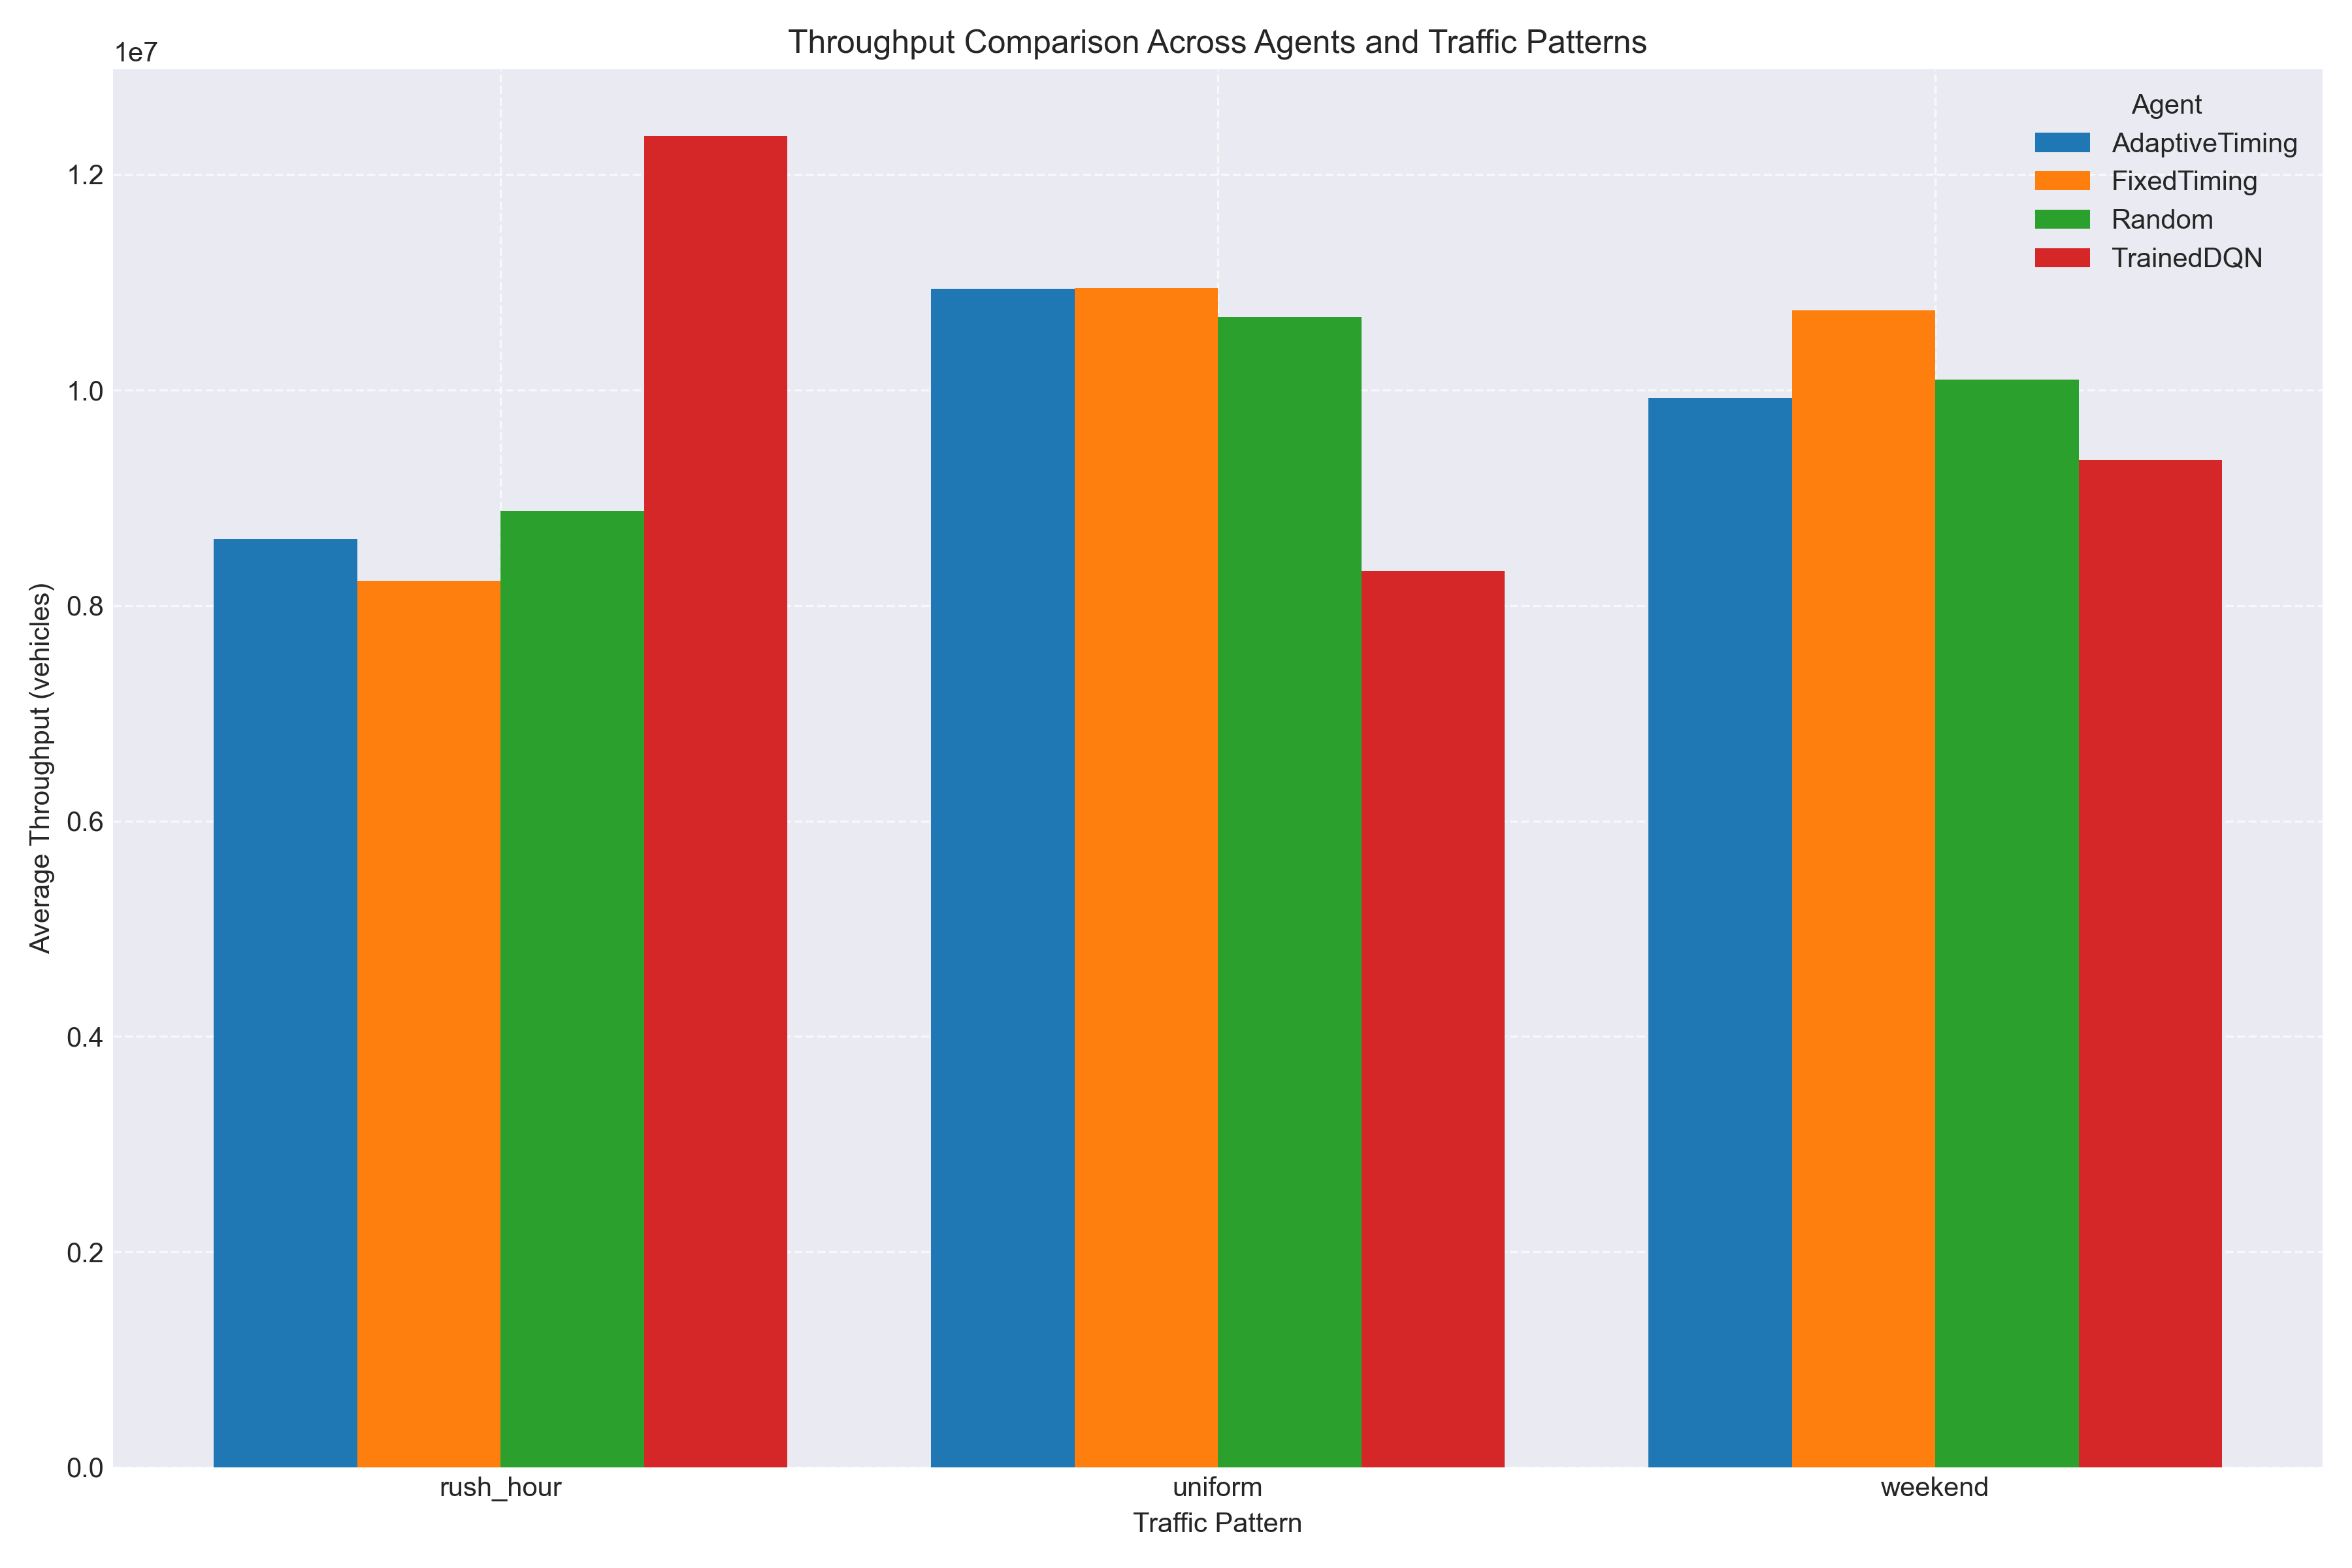 Throughput Comparison Across Agents and Traffic Patterns
1e7
Agent
AdaptiveTiming
FixedTiming
Random
TrainedDQN
1.2
1.0
0.8
0.6
0.4
0.2
0.0
Average Throughput (vehicles)
rush_hour
uniform
weekend
Traffic Pattern